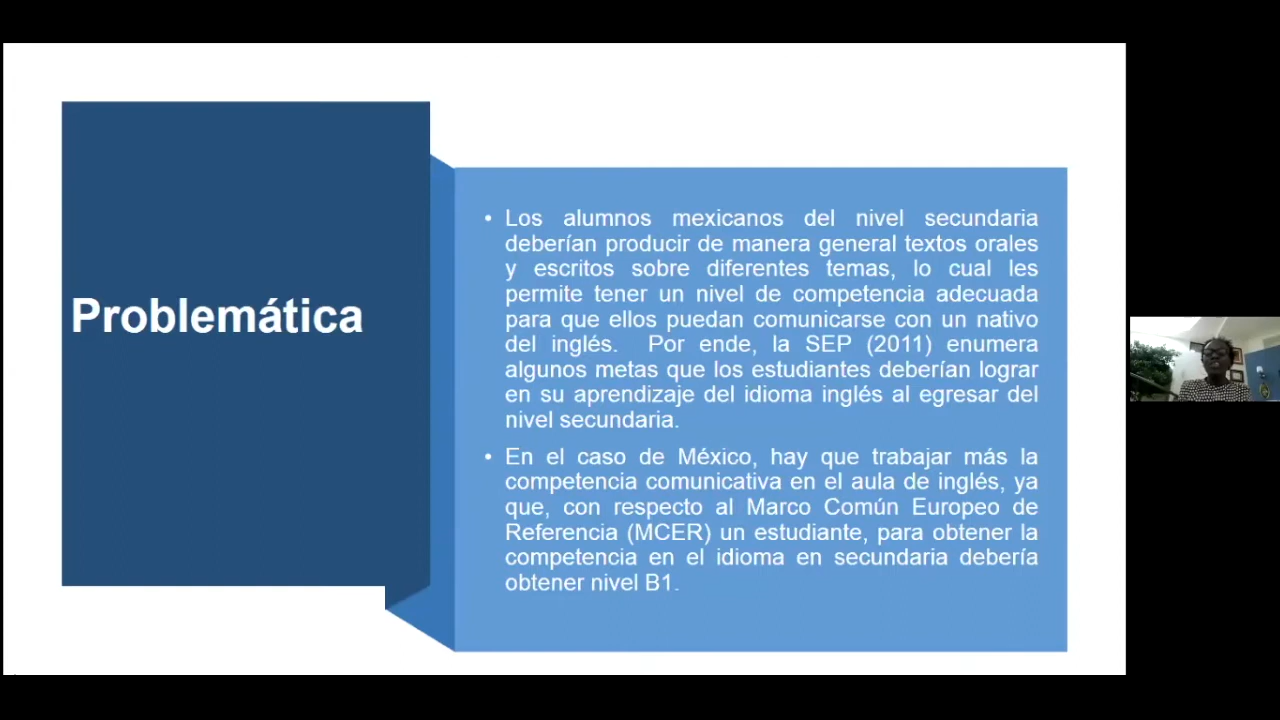 Problemática
• Los alumnos mexicanos del nivel secundaria
deberían producir de manera general textos orales
y escritos sobre diferentes temas, lo cual les
permite tener un nivel de competencia adecuada
para que ellos puedan comunicarse con un nativo
del inglés. Por ende, la SEP (2011) enumera
algunos metas que los estudiantes deberían lograr
en su aprendizaje del idioma inglés al egresar del
nivel secundaria.
• En el caso de México, hay que trabajar más la
competencia comunicativa en el aula de inglés, ya
que, con respecto al Marco Común Europeo de
Referencia (MCER) un estudiante, para obtener la
competencia en el idioma en secundaria debería
obtener nivel B1.